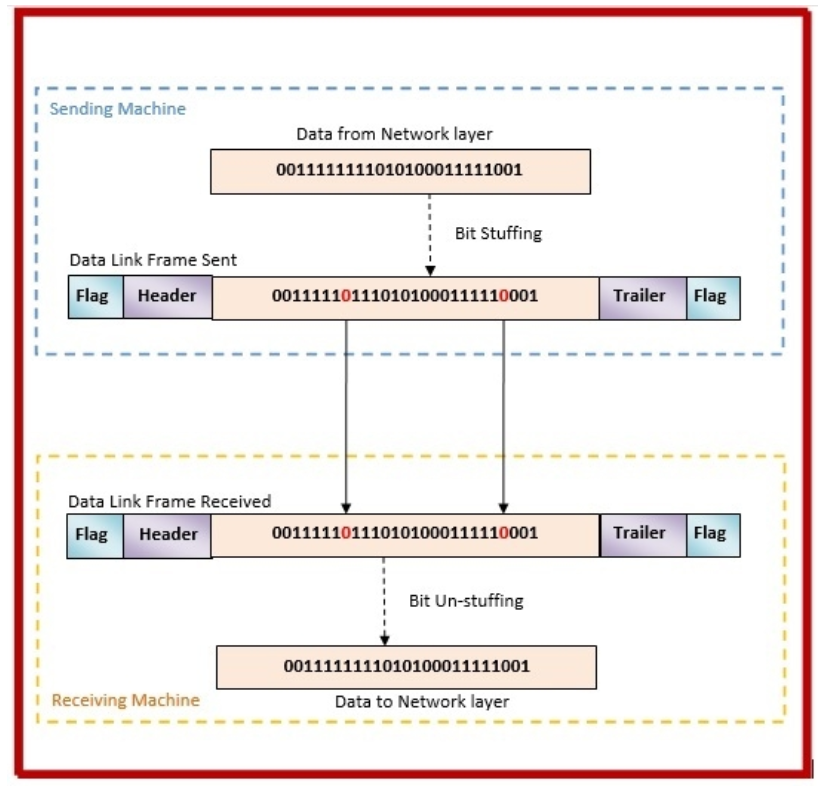 Sending Machine
Data from Network layer
0011111111010100011111001
Bit Stuffing
Data Link Frame Sent
Flag Header 001111101110101000111110001 Trailer Flag
Data Link Frame Received
Flag Header 001111101110101000111110001 Trailer Flag
Bit Un-stuffing
0011111111010100011111001
Receiving Machine Data to Network layer